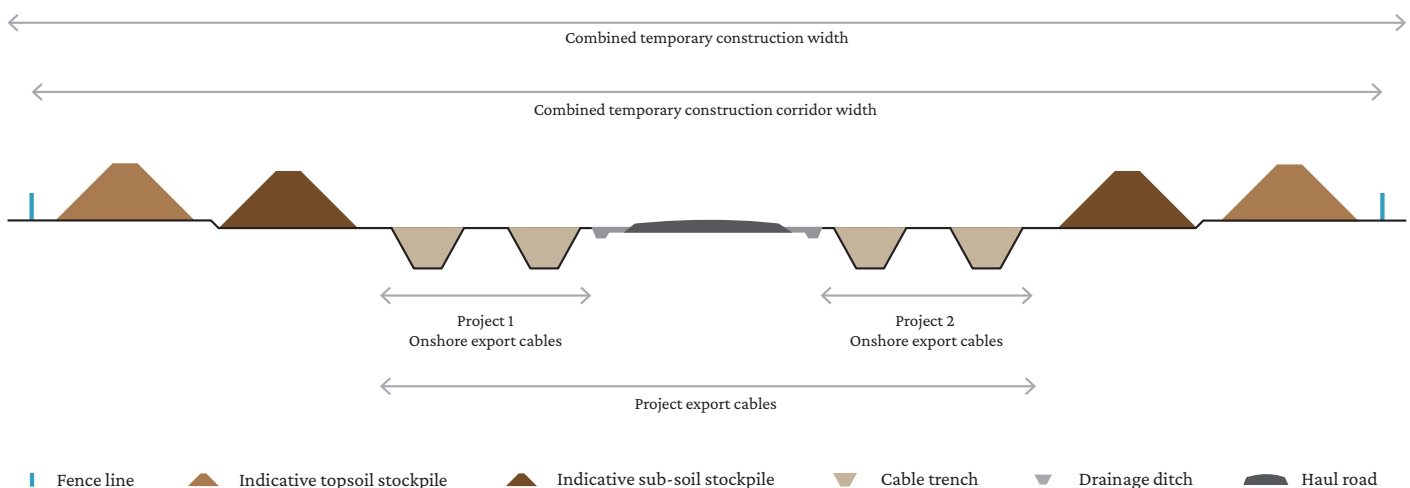 Combined temporary construction width
Combined temporary construction corridor width
Project 1
Onshore export cables
Project 2
Onshore export cables
Project export cables
Fence line
Indicative topsoil stockpile
Indicative sub-soil stockpile
Cable trench
Drainage ditch
Haul road